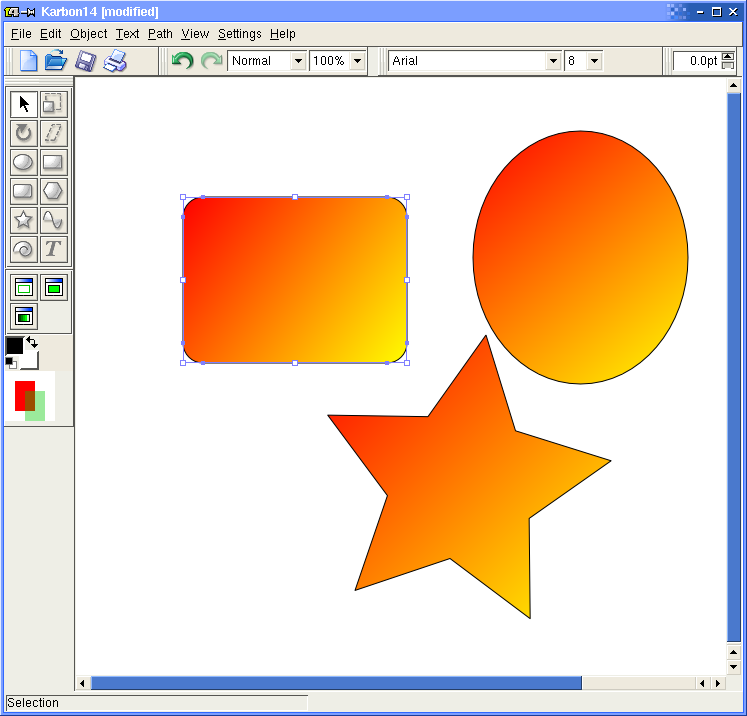 Karbon14 [modified]
File Edit Object Text Path View Settings Help
Normal 100% Arial 8 0.0pt
T
Selection